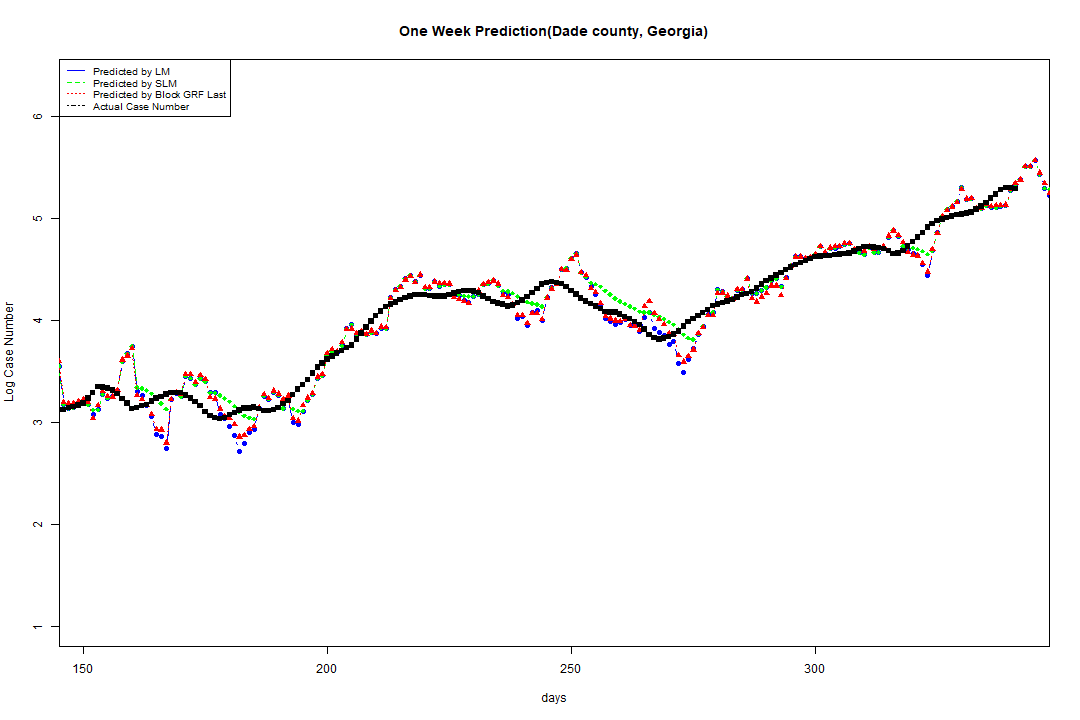 One Week Prediction(Dade county, Georgia)
Predicted by LM
Predicted by SLM
Predicted by Block GRF Last
Actual Case Number
6
5
4
3
2
1
Log Case Number
150 200 250 300
days